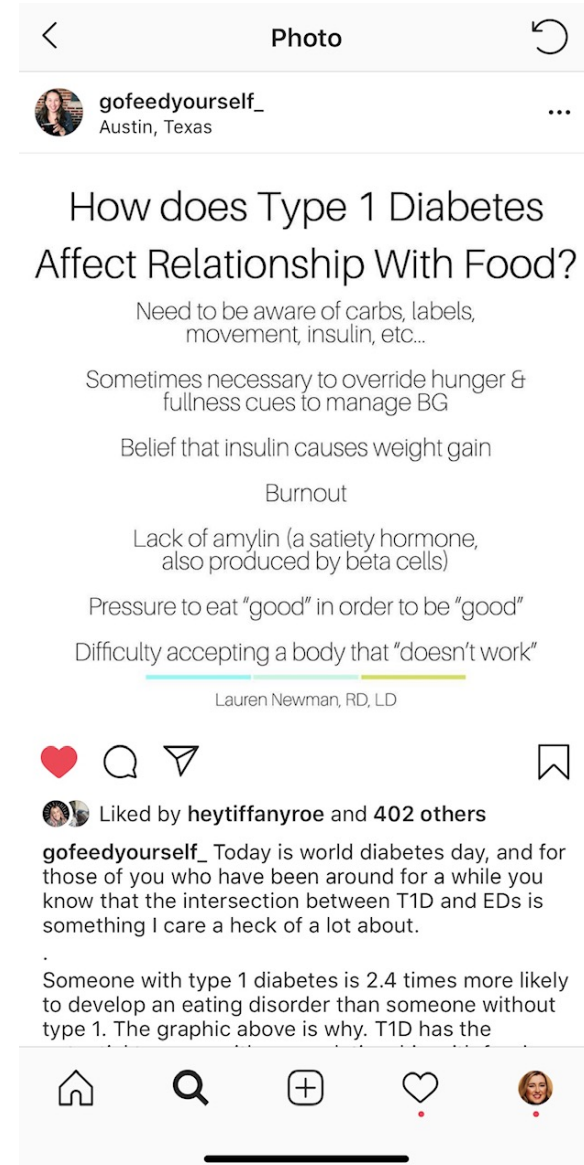 Photo
gofeedyourself_
Austin, Texas
How does Type 1 Diabetes
Affect Relationship With Food?
Need to be aware of carbs, labels,
movement, insulin, etc...
Sometimes necessary to override hunger &
fullness cues to manage BG
Belief that insulin causes weight gain
Burnout
Lack of amylin (a satiety hormone,
also produced by beta cells)
Pressure to eat “good” in order to be “good”
Difficulty accepting a body that “doesn’t work”
Lauren Newman, RD, LD
Liked by heytiffanyroe and 402 others
gofeedyourself_ Today is world diabetes day, and for
those of you who have been around for a while you
know that the intersection between T1D and EDs is
something I care a heck of a lot about.
.
Someone with type 1 diabetes is 2.4 times more likely
to develop an eating disorder than someone without
type 1. The graphic above is why. T1D has the